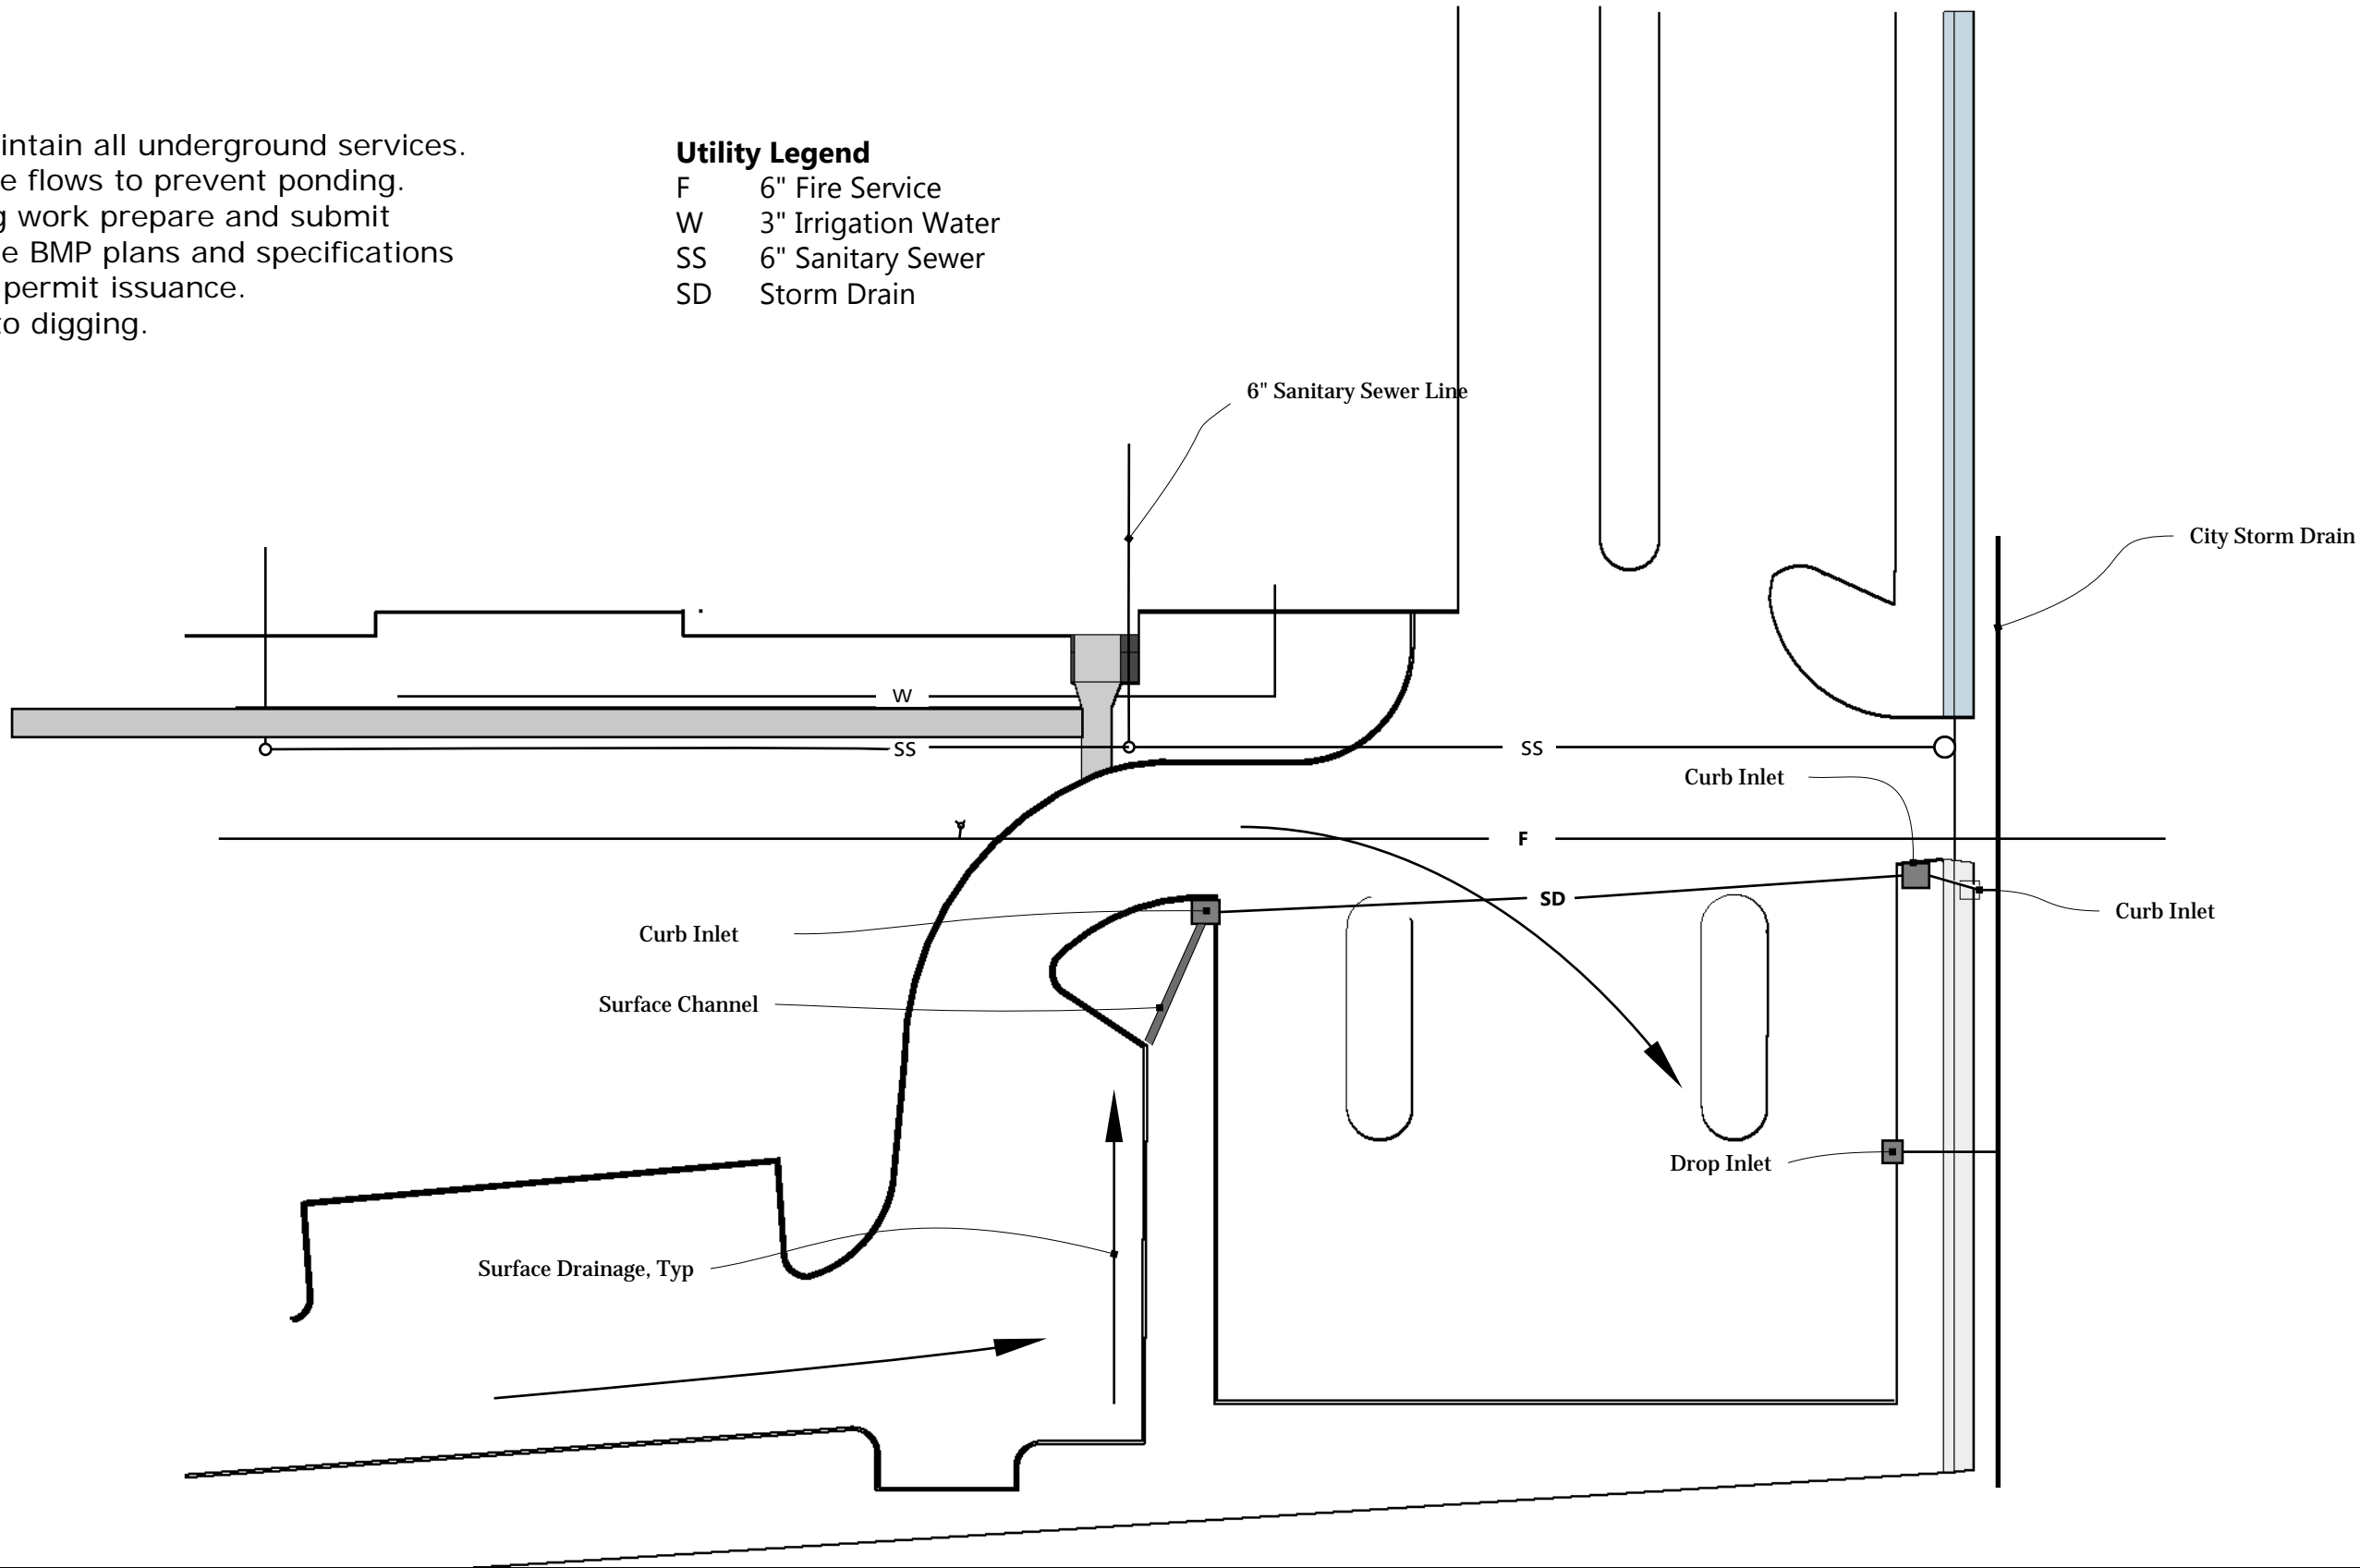 intain all underground services.
e flows to prevent ponding.
g work prepare and submit
e BMP plans and specifications
permit issuance.
to digging.
Utility Legend
F 6" Fire Service
W 3" Irrigation Water
SS 6" Sanitary Sewer
SD Storm Drain
6" Sanitary Sewer Line
City Storm Drain
W
SS
SS
Curb Inlet
F
SD
Curb Inlet
Curb Inlet
Surface Channel
Drop Inlet
Surface Drainage, Typ